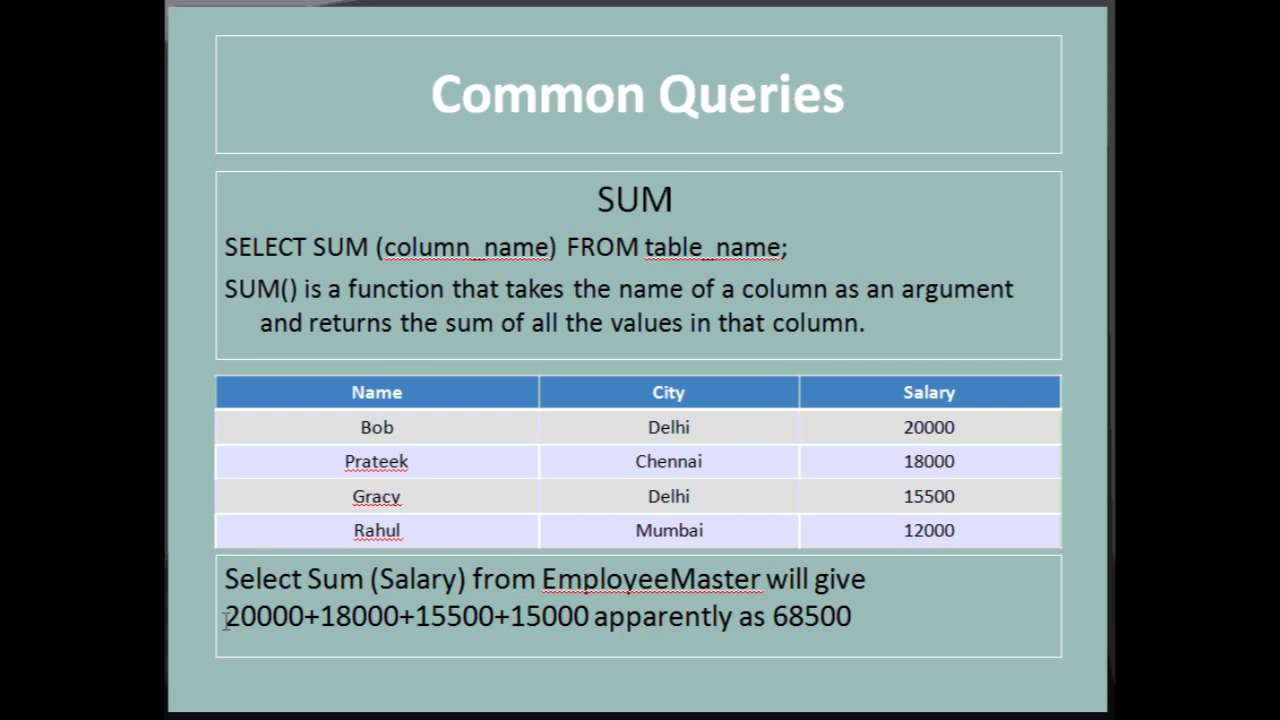 Common Queries
SUM
SELECT SUM (column_name) FROM table_name;
SUM() is a function that takes the name of a column as an argument
and returns the sum of all the values in that column.
Name City Salary
Bob Delhi 20000
Prateek Chennai 18000
Gracy Delhi 15500
Rahul Mumbai 12000
Select Sum (Salary) from EmployeeMaster will give
20000+18000+15500+15000 apparently as 68500